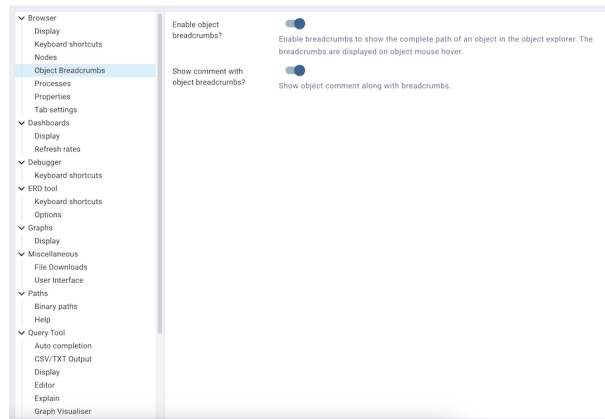 Browser
Display
Keyboard shortcuts
Nodes
Object Breadcrumbs
Processes
Properties
Tab settings
Dashboards
Display
Refresh rates
Debugger
Keyboard shortcuts
ERD tool
Keyboard shortcuts
Options
Graphs
Display
Miscellaneous
File Downloads
User Interface
Paths
Binary paths
Help
Query Tool
Auto completion
CSV/TXT Output
Display
Editor
Explain
Graph Visualiser
Enable object
breadcrumbs?
Enable breadcrumbs to show the complete path of an object in the object explorer. The
breadcrumbs are displayed on object mouse hover.
Show comment with
object breadcrumbs?
Show object comment along with breadcrumbs.